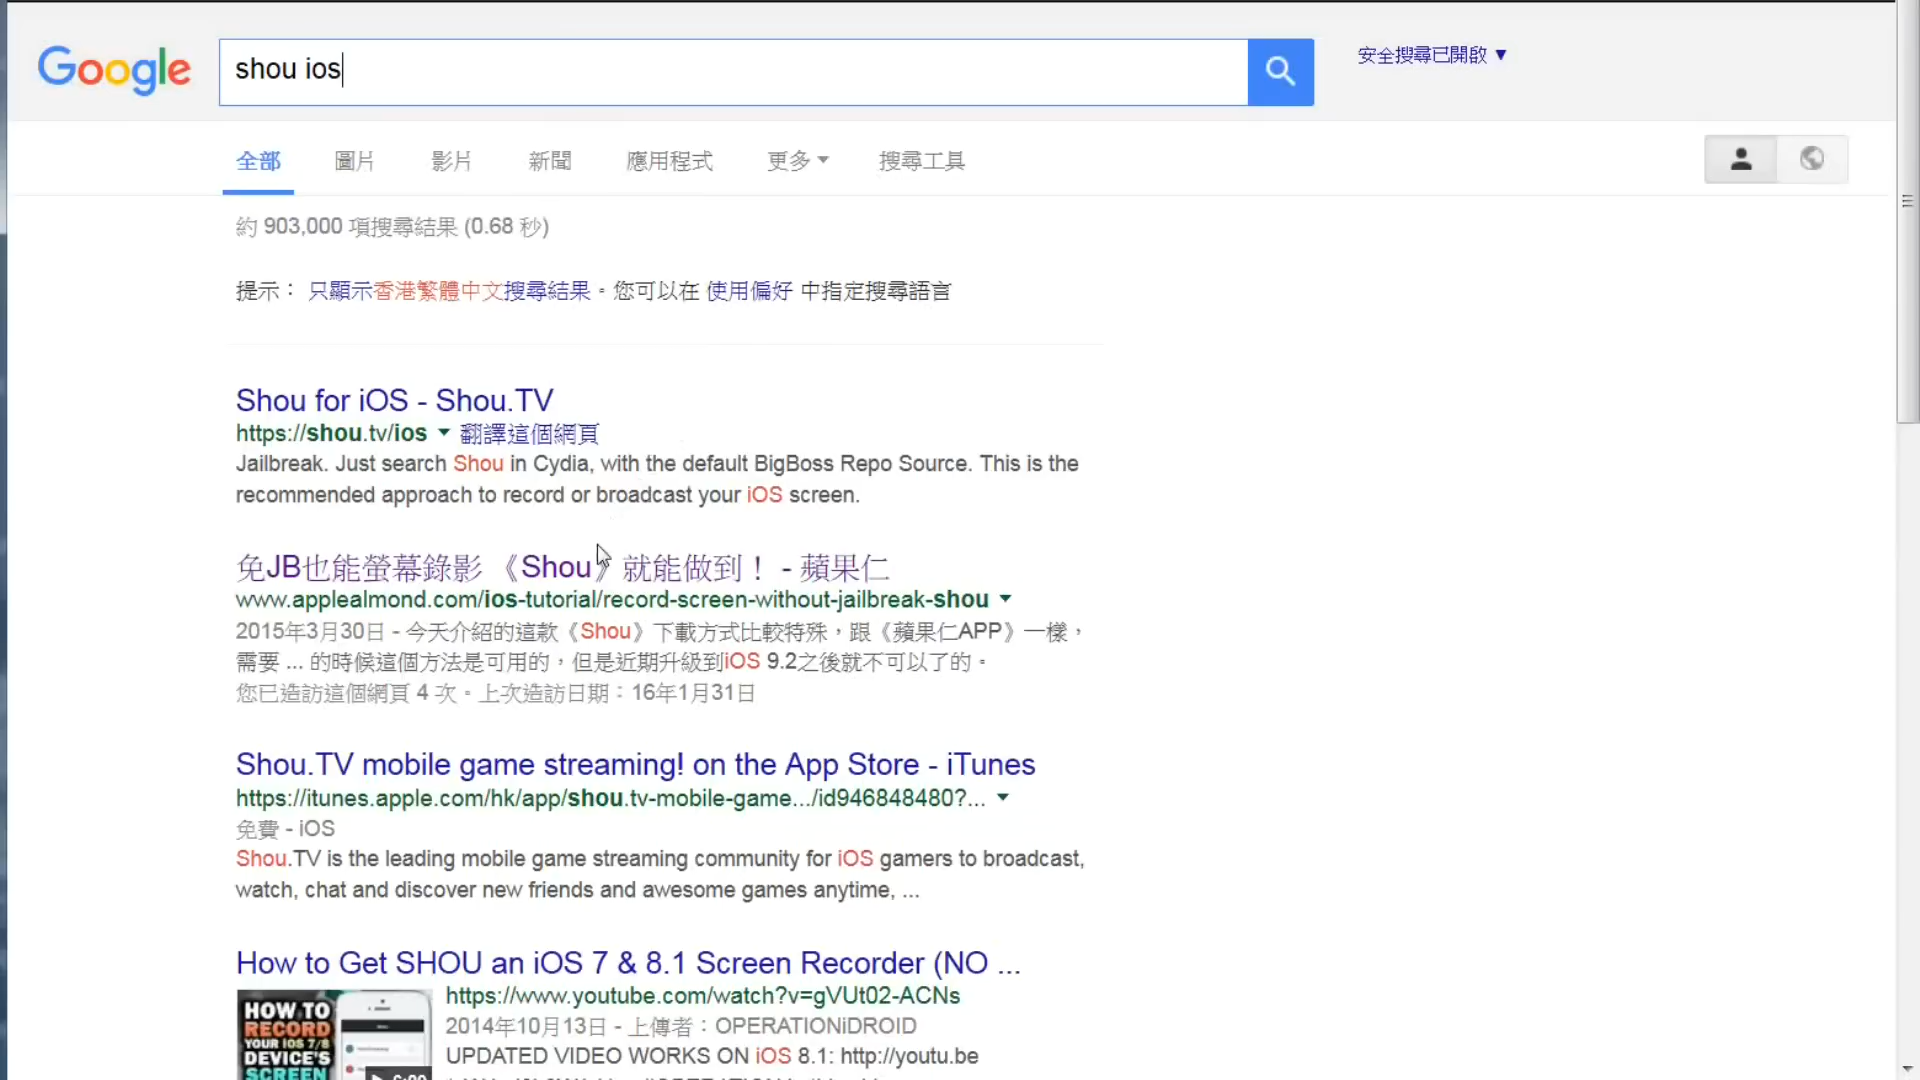 Google
shou ios
安全搜尋已開啟 ▼
全部 圖片 影片 新聞 應用程式 更多 搜尋工具
約 903,000 項搜尋結果 (0.68 秒)
提示： 只顯示香港繁體中文搜尋結果。您可以在 使用偏好 中指定搜尋語言
Shou for iOS - Shou.TV
https://shou.tv/ios 翻譯這個網頁
Jailbreak. Just search Shou in Cydia, with the default BigBoss Repo Source. This is the
recommended approach to record or broadcast your iOS screen.
免JB也能螢幕錄影 《Shou》就能做到！ - 蘋果仁
www.applealmond.com/ios-tutorial/record-screen-without-jailbreak-shou
2015年3月30日 - 今天介紹的這款《Shou》下載方式比較特殊，跟《蘋果仁APP》一樣，
需要 ... 的時候這個方法是可用的，但是近期升級到iOS 9.2之後就不可以了的。
您已造訪這個網頁 4 次。上次造訪日期：16年1月31日
Shou.TV mobile game streaming! on the App Store - iTunes
https://itunes.apple.com/hk/app/shou.tv-mobile-game.../id946848480?...
免費 - iOS
Shou.TV is the leading mobile game streaming community for iOS gamers to broadcast,
watch, chat and discover new friends and awesome games anytime, ...
How to Get SHOU an iOS 7 & 8.1 Screen Recorder (NO ...
https://www.youtube.com/watch?v=gVUt02-ACNs
2014年10月13日 - 上傳者：OPERATIONiDROID
UPDATED VIDEO WORKS ON iOS 8.1: http://youtu.be
HOW TO
RECORD
YOUR IOS 7/8
DEVICE'S
SCREEN